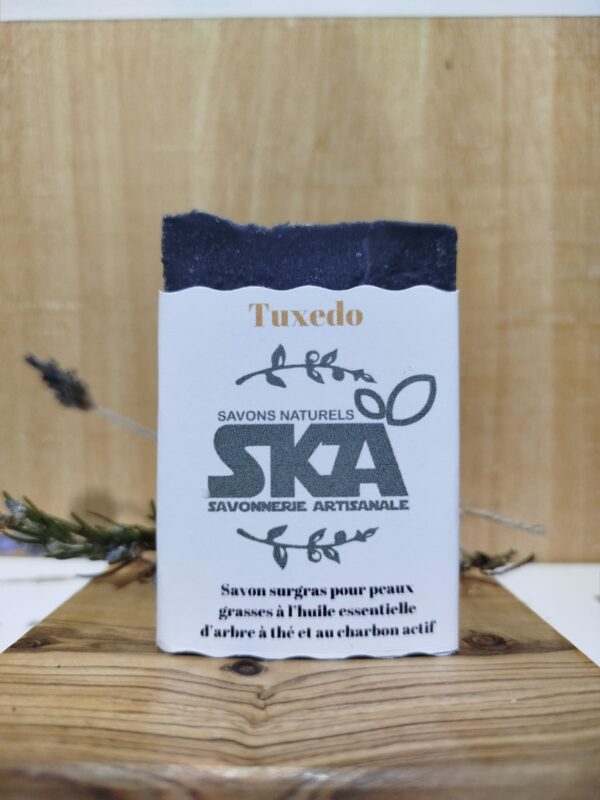 Tuxedo
SAVONS NATURELS
SKA
SAVONNERIE ARTISANALE
Savon surgras pour peaux
grasses à l'huile essentielle
d'arbre à thé et au charbon actif